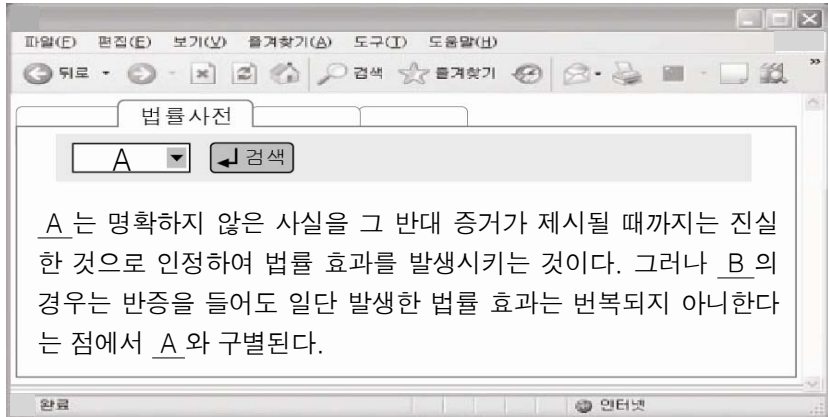 파일(F) 편집(E) 보기(V) 즐겨찾기(A) 도구(T) 도움말(H)
뒤로 검색 즐겨찾기 »
법률사전
A 검색
A 는 명확하지 않은 사실을 그 반대 증거가 제시될 때까지는 진실
한 것으로 인정하여 법률 효과를 발생시키는 것이다. 그러나 B 의
경우는 반증을 들어도 일단 발생한 법률 효과는 번복되지 아니한다
는 점에서 A 와 구별된다.
완료 인터넷